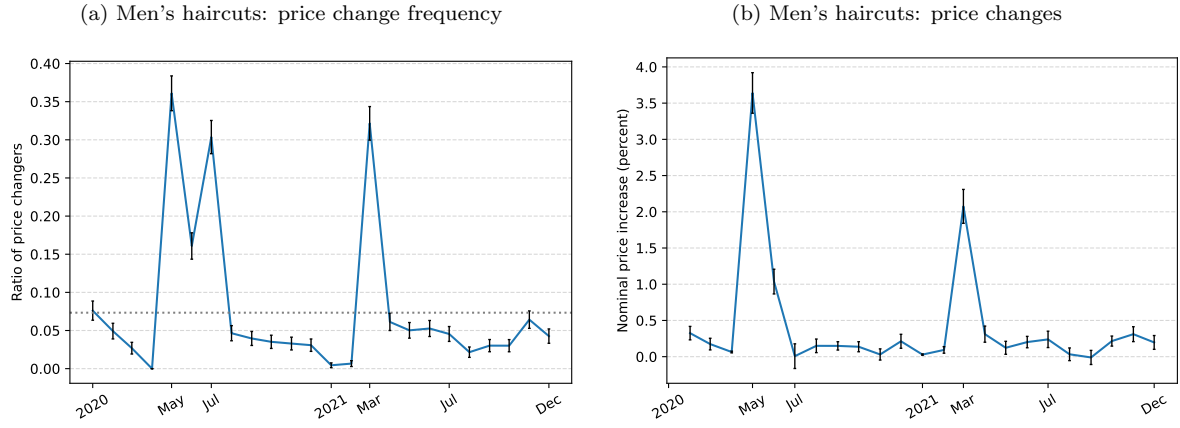 (a) Men's haircuts: price change frequency
(b) Men's haircuts: price changes
Ratio of price changers
0.40
0.35
0.30
0.25
0.20
0.15
0.10
0.05
0.00
2020
May
Jul
2021
Mar
Jul
Dec
Nominal price increase (percent)
4.0
3.5
3.0
2.5
2.0
1.5
1.0
0.5
0.0
2020
May
Jul
2021
Mar
Jul
Dec